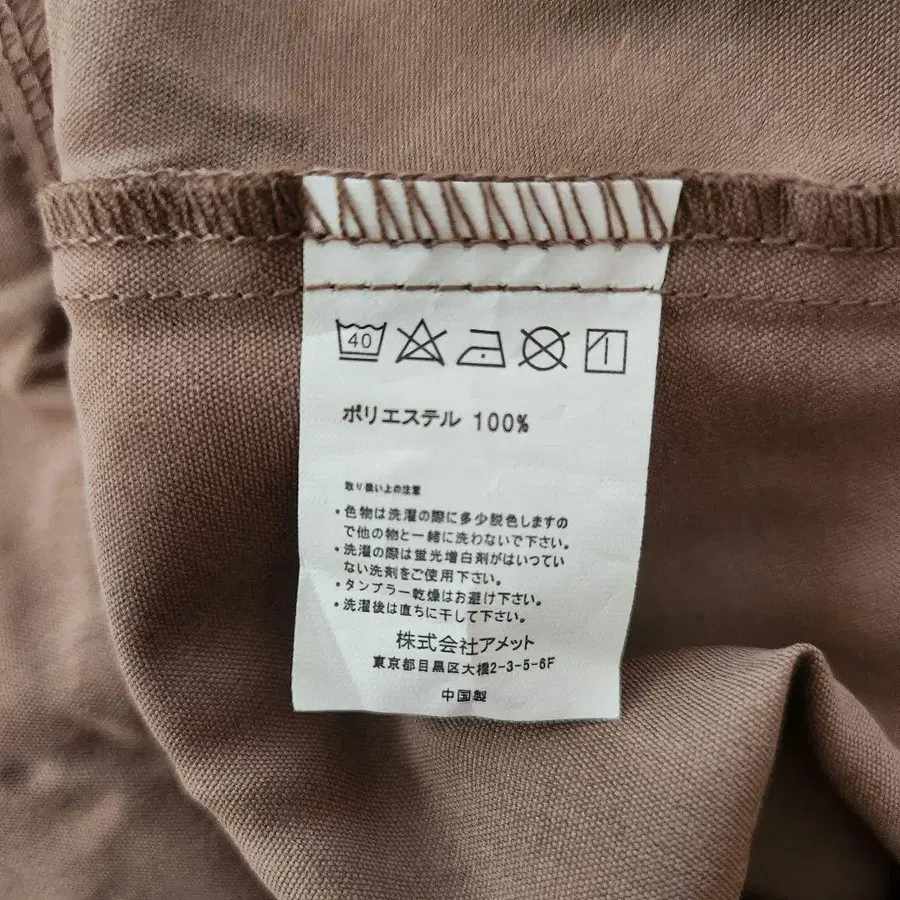 40
ポリエステル 100%
取り扱い上の注意
・色物は洗濯の際に多少脱色しますの
で他の物と一緒に洗わないで下さい。
・洗濯の際は蛍光増白剤がはいってい
ない洗剤をご使用下さい。
・タンブラー乾燥はお避け下さい。
・洗濯後は直ちに干して下さい。
株式会社アメット
東京都目黒区大橋2-3-5-6F
中国製